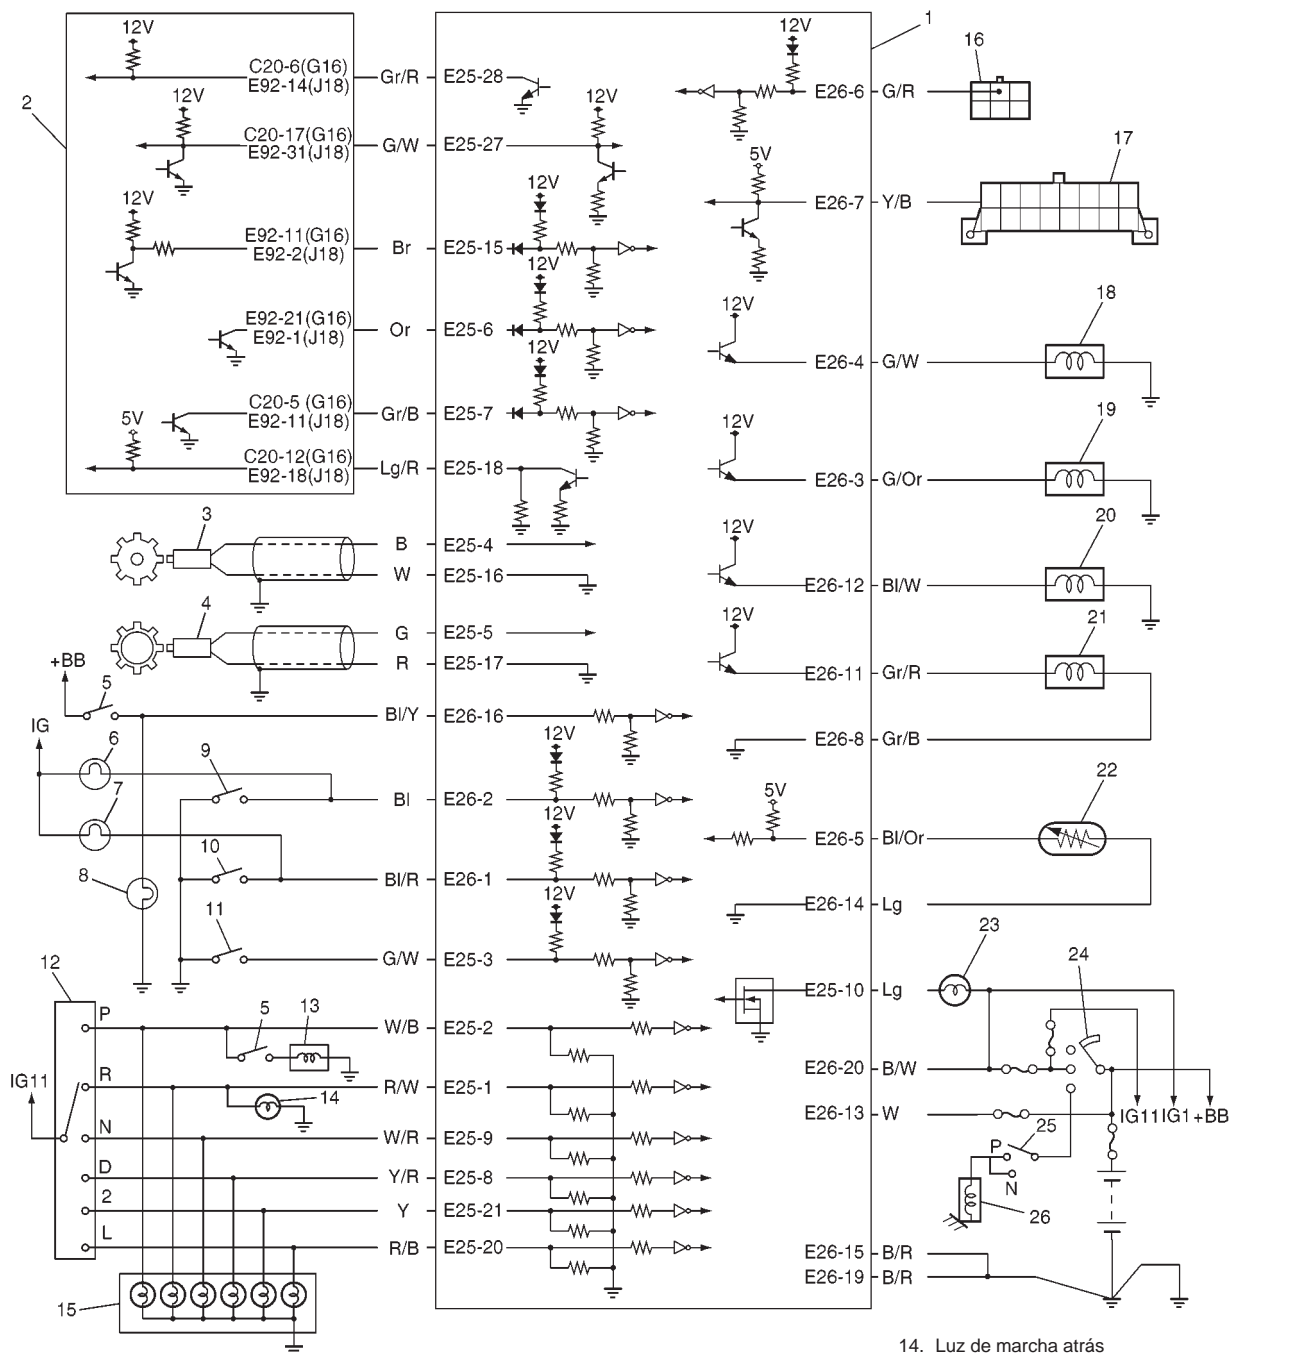 12V
12V
1
C20-6(G16)
E92-14(J18)
Gr/R
E25-28
E26-6
G/R
16
2
12V
12V
C20-17(G16)
E92-31(J18)
G/W
E25-27
5V
17
12V
12V
E26-7
Y/B
E92-11(G16)
E92-2(J18)
Br
E25-15
12V
12V
18
E92-21(G16)
E92-1(J18)
Or
E25-6
12V
E26-4
G/W
C20-5 (G16)
E92-11(J18)
Gr/B
E25-7
5V
12V
19
C20-12(G16)
E92-18(J18)
Lg/R
E25-18
E26-3
G/Or
3
12V
20
B
E25-4
W
E25-16
E26-12
Bl/W
4
12V
21
G
E25-5
R
E25-17
+BB
5
E26-11
Gr/R
IG
Bl/Y
E26-16
6
9
12V
E26-8
Gr/B
7
Bl
E26-2
5V
22
12V
10
E26-5
Bl/Or
8
Bl/R
E26-1
12V
11
E26-14
Lg
23
G/W
E25-3
24
12
E25-10
Lg
P
5
13
W/B
E25-2
IG11
R
14
R/W
E25-1
E26-20
B/W
E26-13
W
IG11
IG1
+BB
N
W/R
E25-9
25
P
N
D
Y/R
E25-8
26
2
Y
E25-21
L
R/B
E25-20
E26-15
B/R
E26-19
B/R
15
14. Luz de marcha atrás